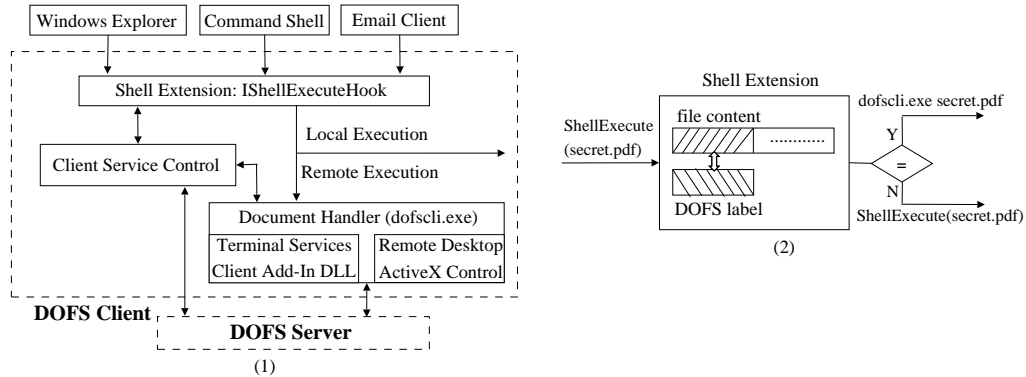 Windows Explorer
Command Shell
Email Client
Shell Extension: IShellExecuteHook
Local Execution
Client Service Control
Remote Execution
Document Handler (dofscli.exe)
Terminal Services
Client Add-In DLL
Remote Desktop
ActiveX Control
DOFS Client
DOFS Server
(1)
Shell Extension
ShellExecute
(secret.pdf)
file content
............
DOFS label
dofscli.exe secret.pdf
Y
=
N
ShellExecute(secret.pdf)
(2)